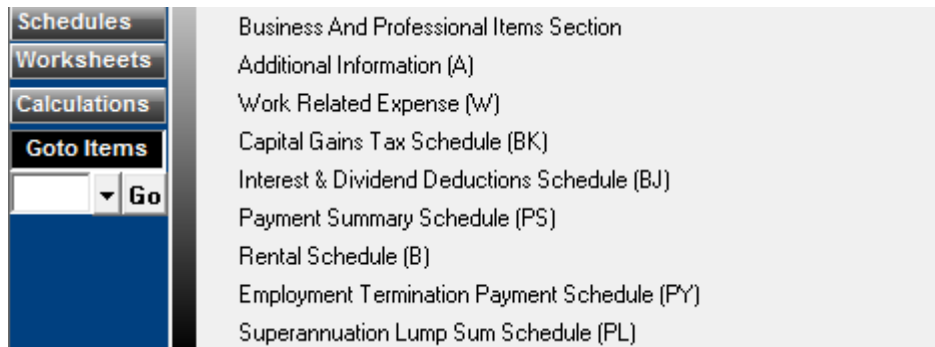 Schedules
Worksheets
Calculations
Goto Items
Go
Business And Professional Items Section
Additional Information (A)
Work Related Expense (W)
Capital Gains Tax Schedule (BK)
Interest & Dividend Deductions Schedule (BJ)
Payment Summary Schedule (PS)
Rental Schedule (B)
Employment Termination Payment Schedule (PY)
Superannuation Lump Sum Schedule (PL)